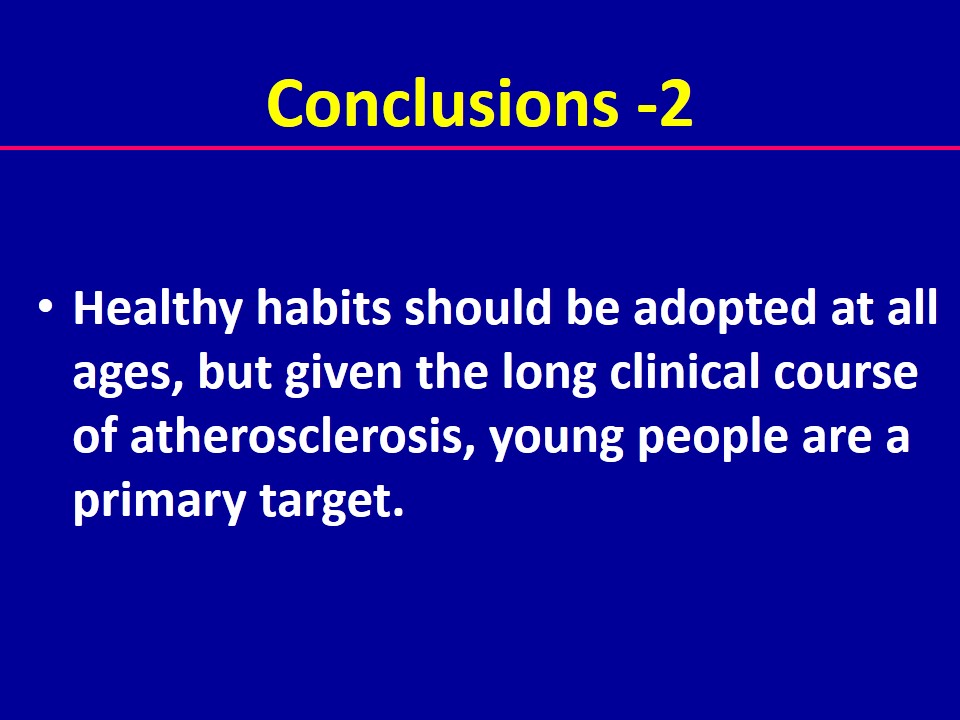 Conclusions -2
• Healthy habits should be adopted at all
ages, but given the long clinical course
of atherosclerosis, young people are a
primary target.